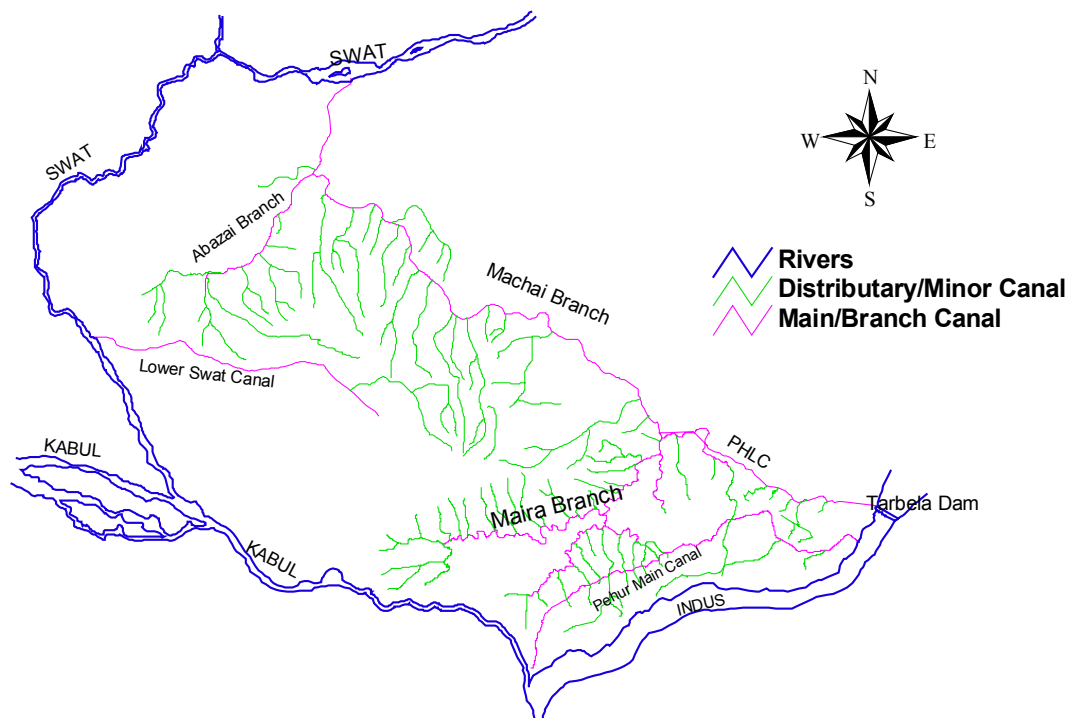 SWAT
N
W
E
S
SWAT
Abazai Branch
Machai Branch
Rivers
Distributary/Minor Canal
Main/Branch Canal
Lower Swat Canal
KABUL
PHLC
Maira Branch
Tarbela Dam
KABUL
Pehur Main Canal
INDUS